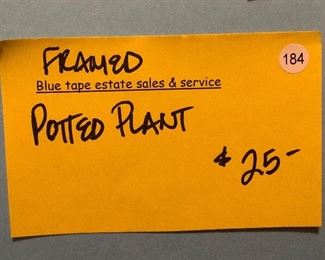 FRAMED
184
Blue tape estate sales & service
POTTED PLANT
$25-